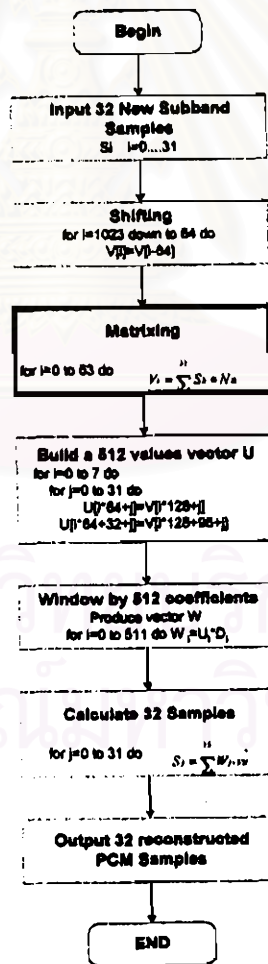 Begin
Input 32 New Subband
Samples
Si i=0....31
Shifting
for i=1023 down to 64 do
V[i]=V[i-64]
Matrixing
for i=0 to 63 do
Build a 512 values vector U
for i=0 to 7 do
for j=0 to 31 do
U[i*64+j]=V[i*128+j]
U[i*64+32+j]=V[i*128+96+j]
Window by 512 coefficients
Produce vector W
for i=0 to 511 do W i=Ui*Di
Calculate 32 Samples
for j=0 to 31 do
Output 32 reconstructed
PCM Samples
END